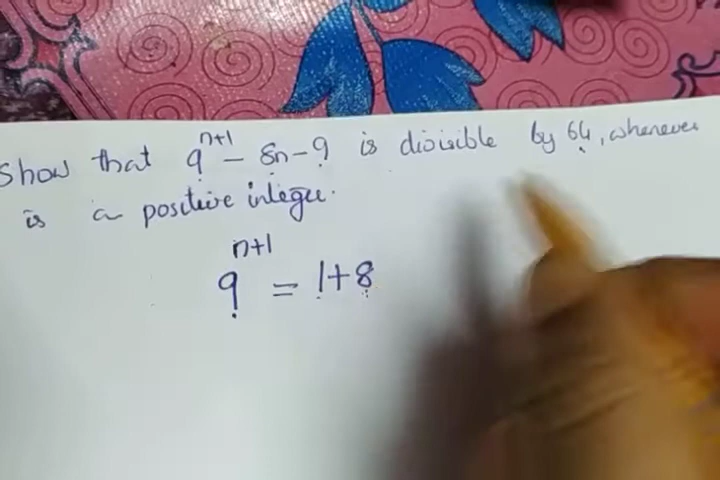 Show that 9^{n+1} - 8n - 9 is divisible by 64, whenever
is a positive integer.
9^{n+1} = 1+8